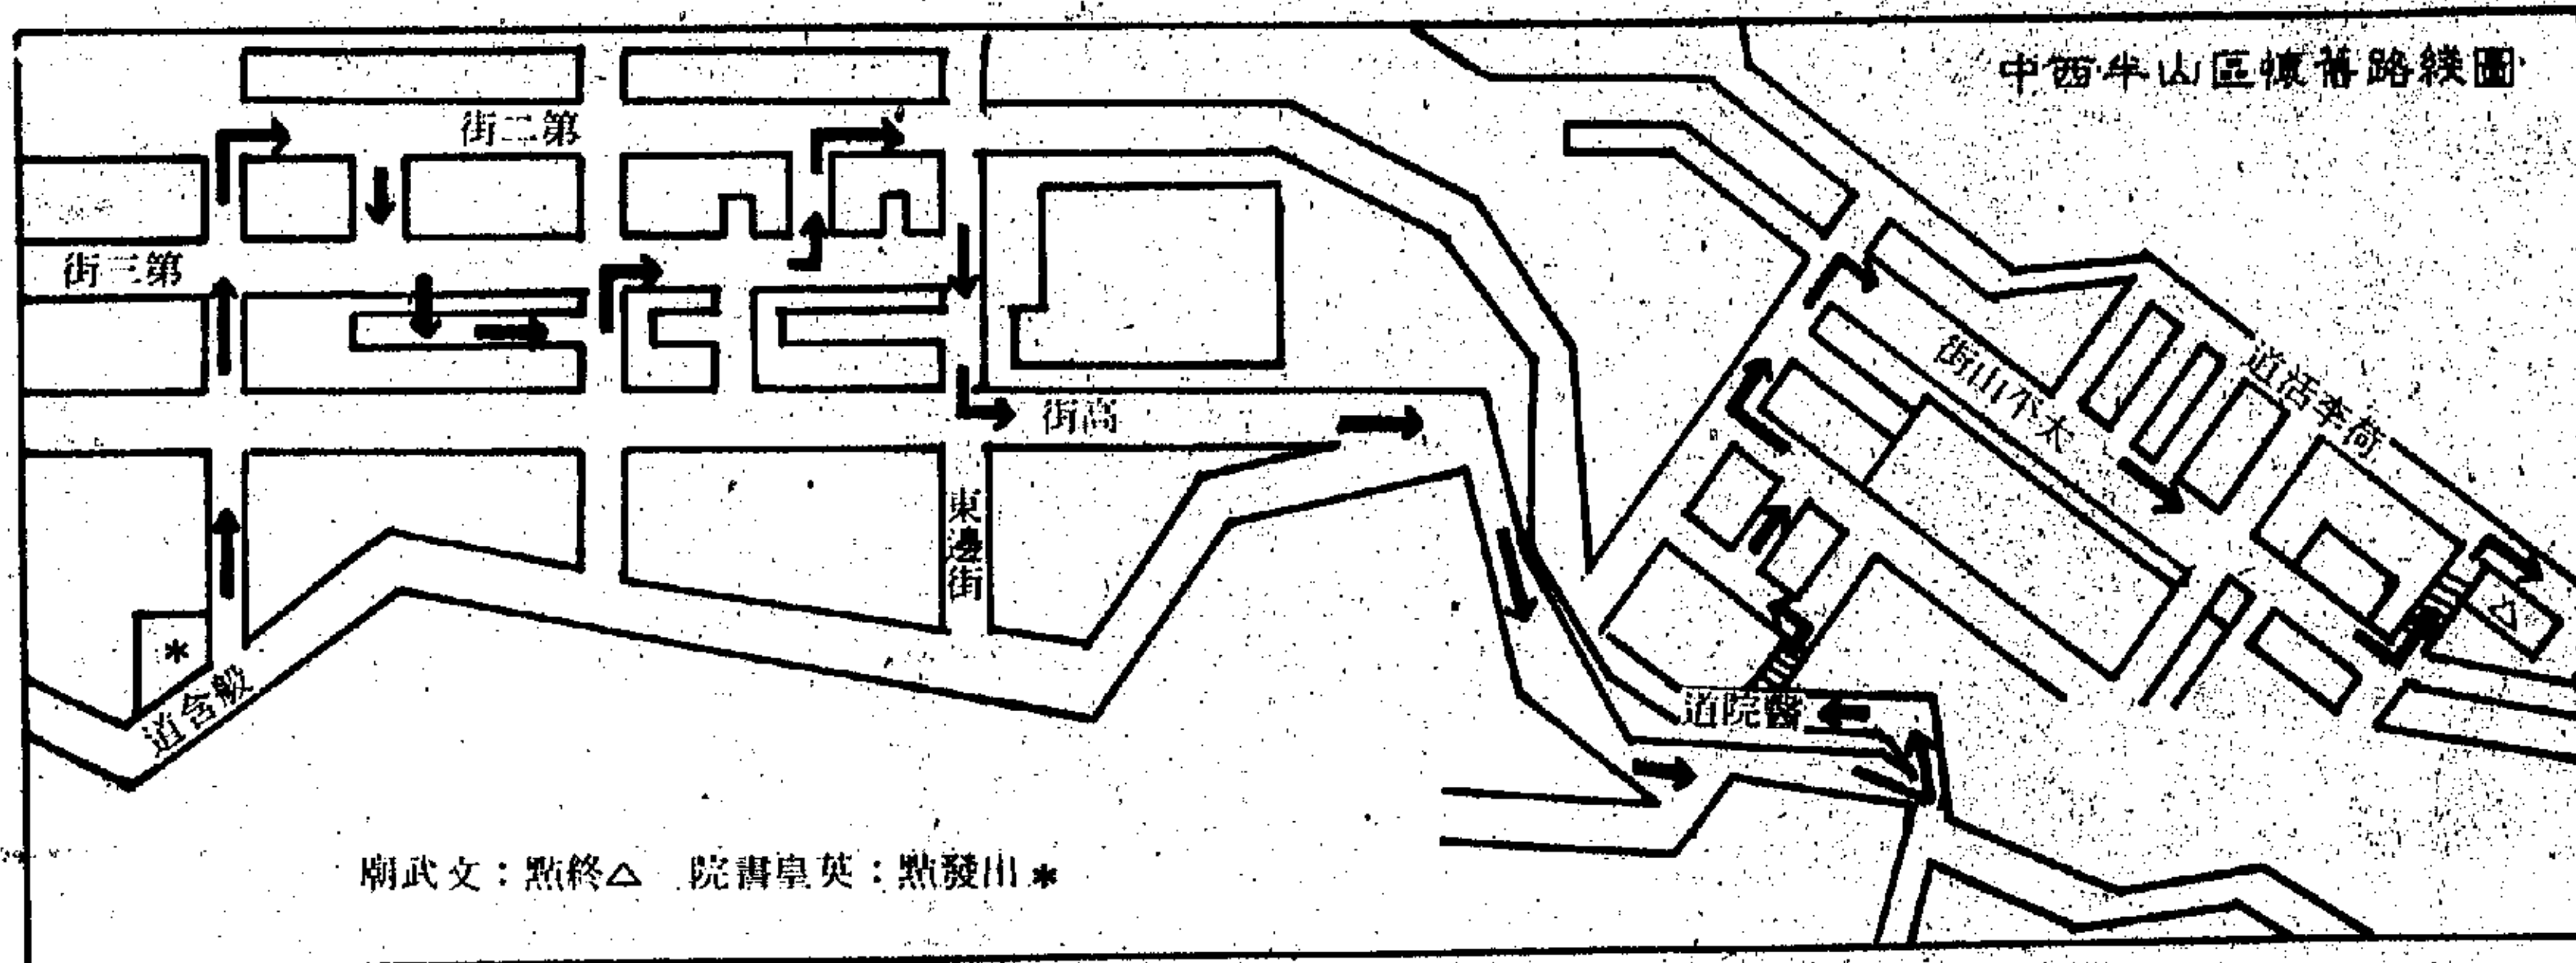 中西半山區懷舊路綫圖
第二街
第三街
荷李活道
太平山街
高街
東邊街
般含道
醫院道
* 出發點：英皇書院 △終點：文武廟